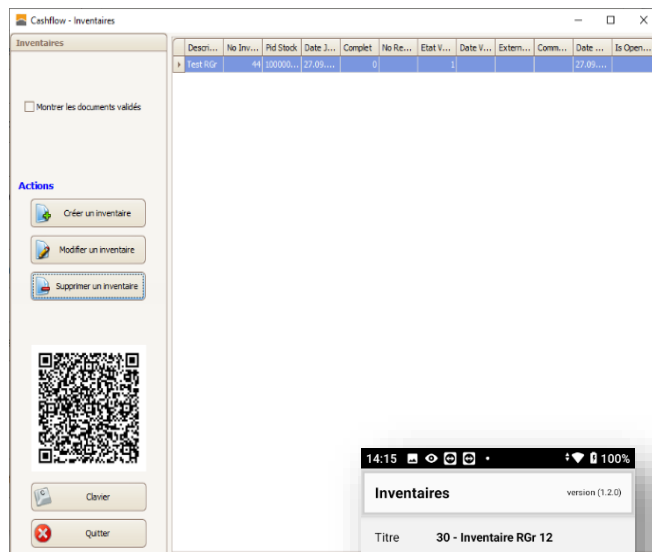 Cashflow - Inventaires
Inventaires
Descri... No Inv... Pid Stock Date J... Complet No Re... Etat V... Date V... Extern... Comm... Date ... Is Open...
Test RGr 44 100000... 27.09.... 0 1 27.09....
Montrer les documents validés
Actions
Créer un inventaire
Modifier un inventaire
Supprimer un inventaire
Clavier
Quitter
14:15 100%
Inventaires version (1.2.0)
Titre 30 - Inventaire RGr 12